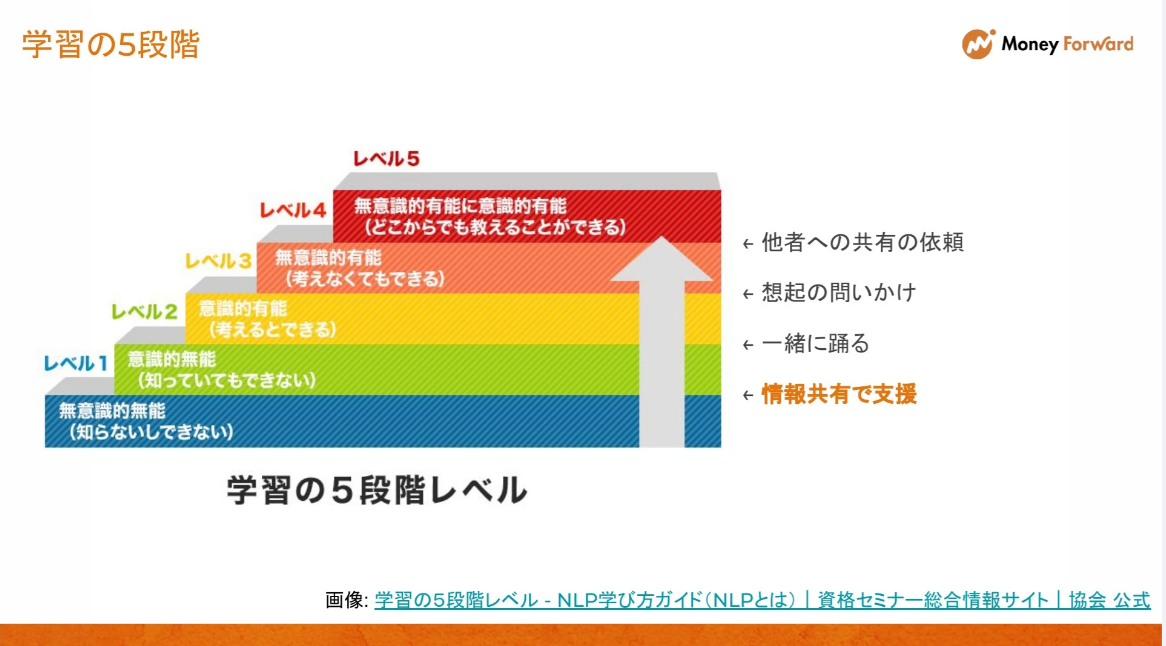 学習の5段階
Money Forward
レベル5
無意識的有能に意識的有能
（どこからでも教えることができる）
レベル4
無意識的有能
（考えなくてもできる）
レベル3
意識的有能
（考えるとできる）
レベル2
意識的無能
（知っていてもできない）
レベル1
無意識的無能
（知らないしできない）
← 他者への共有の依頼
← 想起の問いかけ
← 一緒に踊る
← 情報共有で支援
学習の5段階レベル
画像: 学習の5段階レベル - NLP学び方ガイド（NLPとは）｜資格セミナー総合情報サイト｜協会 公式